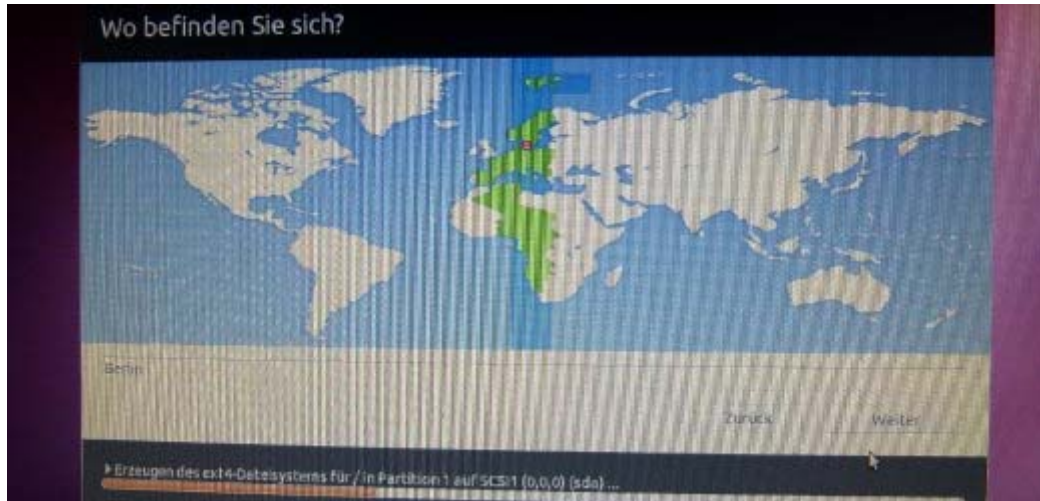 Wo befinden Sie sich?
Berlin
Zurück
Weiter
Erzeugen des ext4-Dateisystems für / in Partition 1 auf SCSI1 (0,0,0) (sda) ...